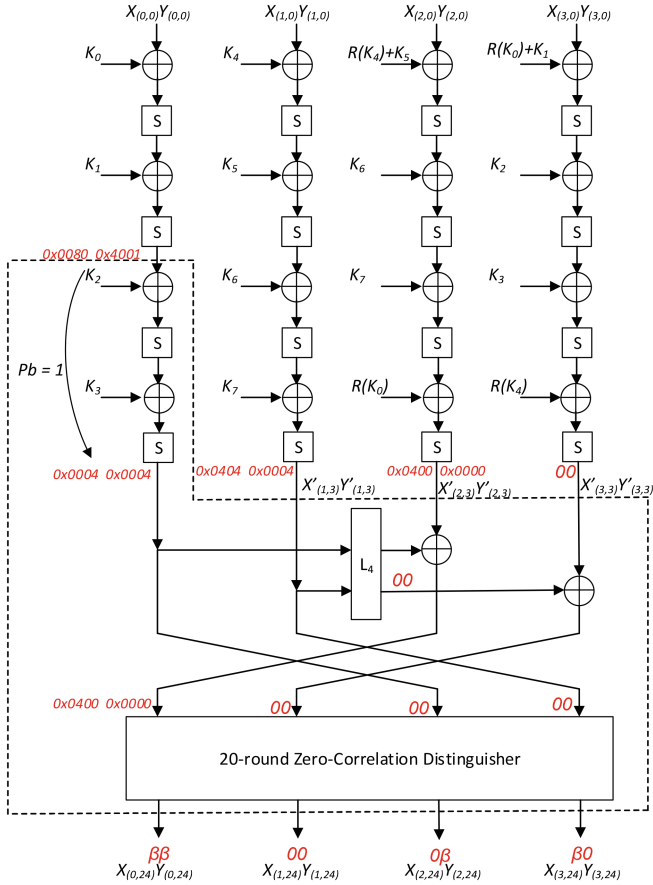 X(0,0)Y(0,0) X(1,0)Y(1,0) X(2,0)Y(2,0) X(3,0)Y(3,0)
K0 K4 R(K4)+K5 R(K0)+K1
S S S S
K1 K5 K6 K2
S S S S
0x0080 0x4001
K2 K6 K7 K3
S S S S
Pb = 1
K3 K7 R(K0) R(K4)
S S S S
0x0004 0x0004 0x0404 0x0004 0x0400 0x0000 00
X'(1,3)Y'(1,3) X'(2,3)Y'(2,3) X'(3,3)Y'(3,3)
L4
00
0x0400 0x0000 00 00 00
20-round Zero-Correlation Distinguisher
ββ 00 0β β0
X(0,24)Y(0,24) X(1,24)Y(1,24) X(2,24)Y(2,24) X(3,24)Y(3,24)